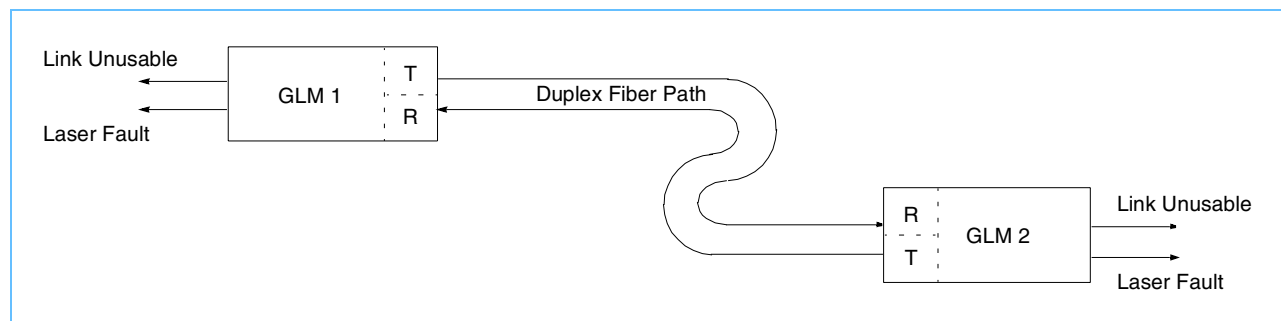 Link Unusable
GLM 1
T
R
Laser Fault
Duplex Fiber Path
R
T
GLM 2
Link Unusable
Laser Fault